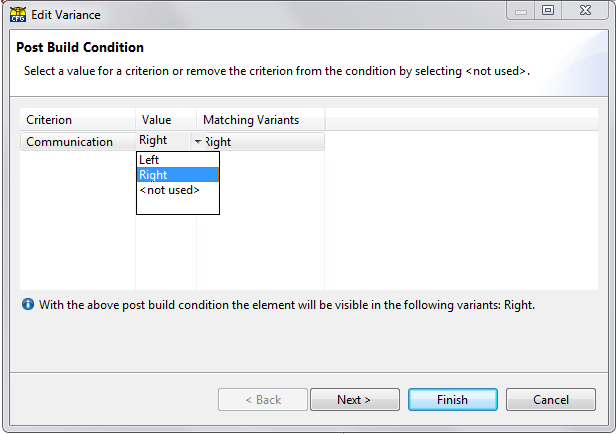 CFG Edit Variance
Post Build Condition
Select a value for a criterion or remove the criterion from the condition by selecting <not used>.
Criterion Value Matching Variants
Communication Right Right
Left
Right
<not used>
With the above post build condition the element will be visible in the following variants: Right.
< Back Next > Finish Cancel